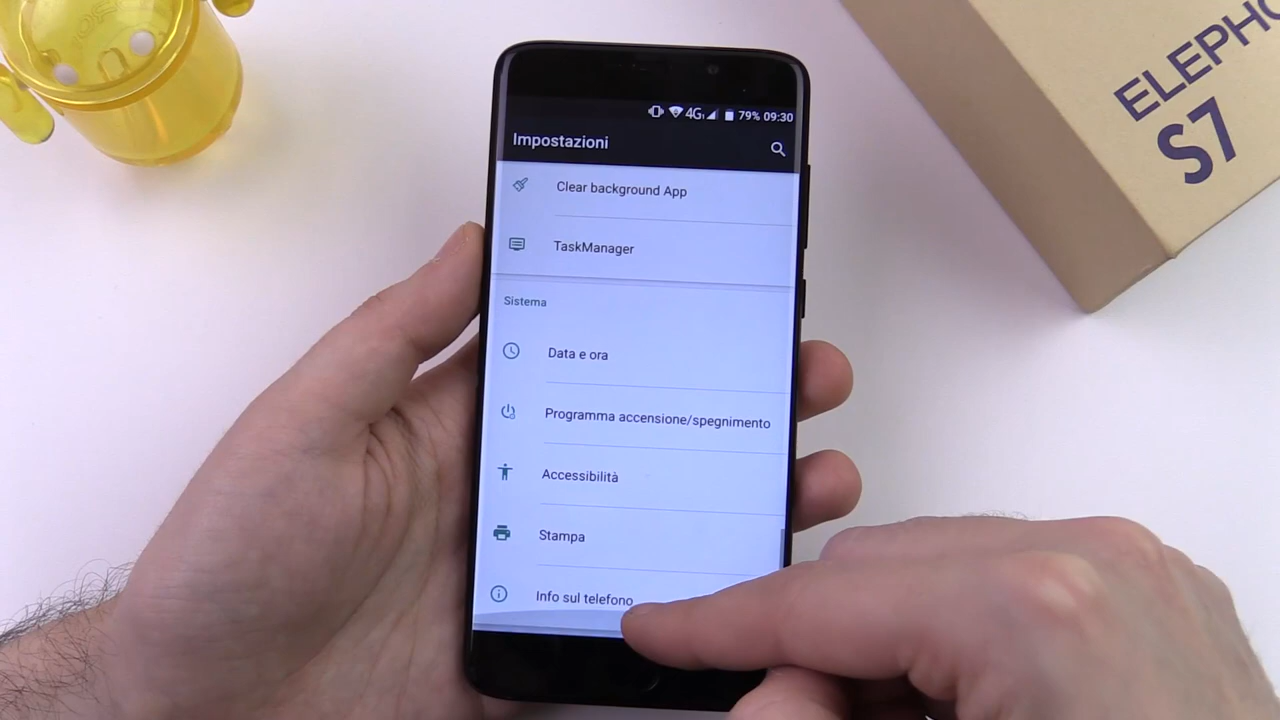 4G
79% 09:30
Impostazioni
Clear background App
TaskManager
Sistema
Data e ora
Programma accensione/spegnimento
Accessibilità
Stampa
Info sul telefono
ELEPHO
S7